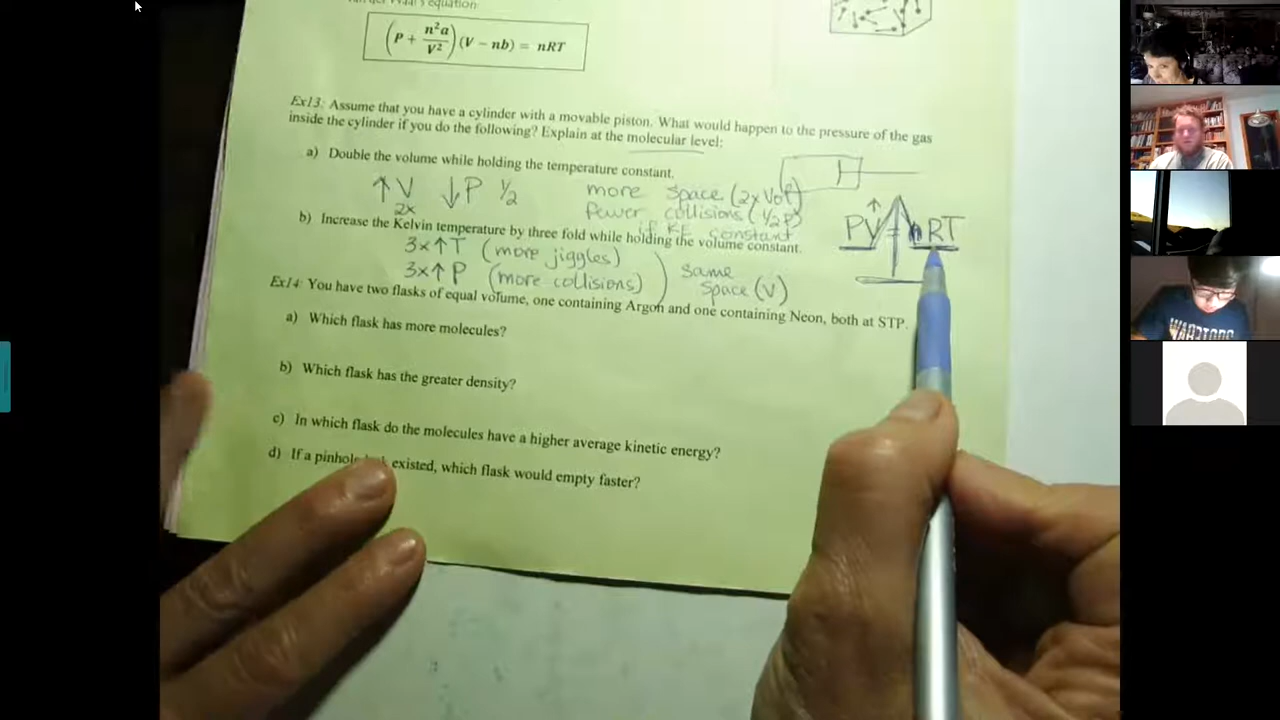 equation
(P + n²a/V²)(V − nb) = nRT
Ex13: Assume that you have a cylinder with a movable piston. What would happen to the pressure of the gas
inside the cylinder if you do the following? Explain at the molecular level:
a) Double the volume while holding the temperature constant.
↑V 2x ↓P 1/2
more space (2x Vol)
Fewer collisions (1/2 P)
if KE constant
PV = nRT
b) Increase the Kelvin temperature by three fold while holding the volume constant.
3x↑T (more jiggles)
3x↑P (more collisions)
same
space (V)
Ex14: You have two flasks of equal volume, one containing Argon and one containing Neon, both at STP.
a) Which flask has more molecules?
b) Which flask has the greater density?
c) In which flask do the molecules have a higher average kinetic energy?
d) If a pinhole existed, which flask would empty faster?
WARRIORS